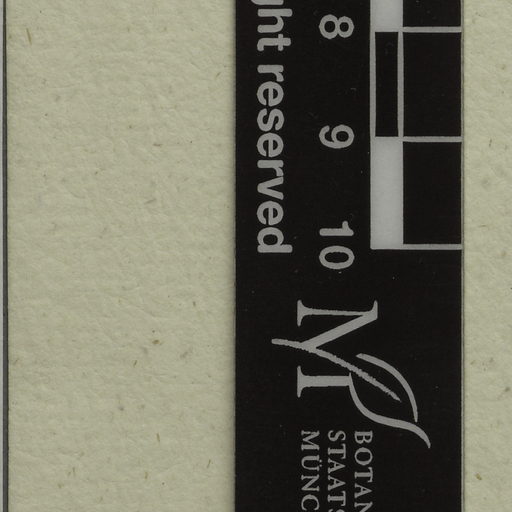 ght reserved
8
9
10
M
BOTAN
STAATS
MÜNC